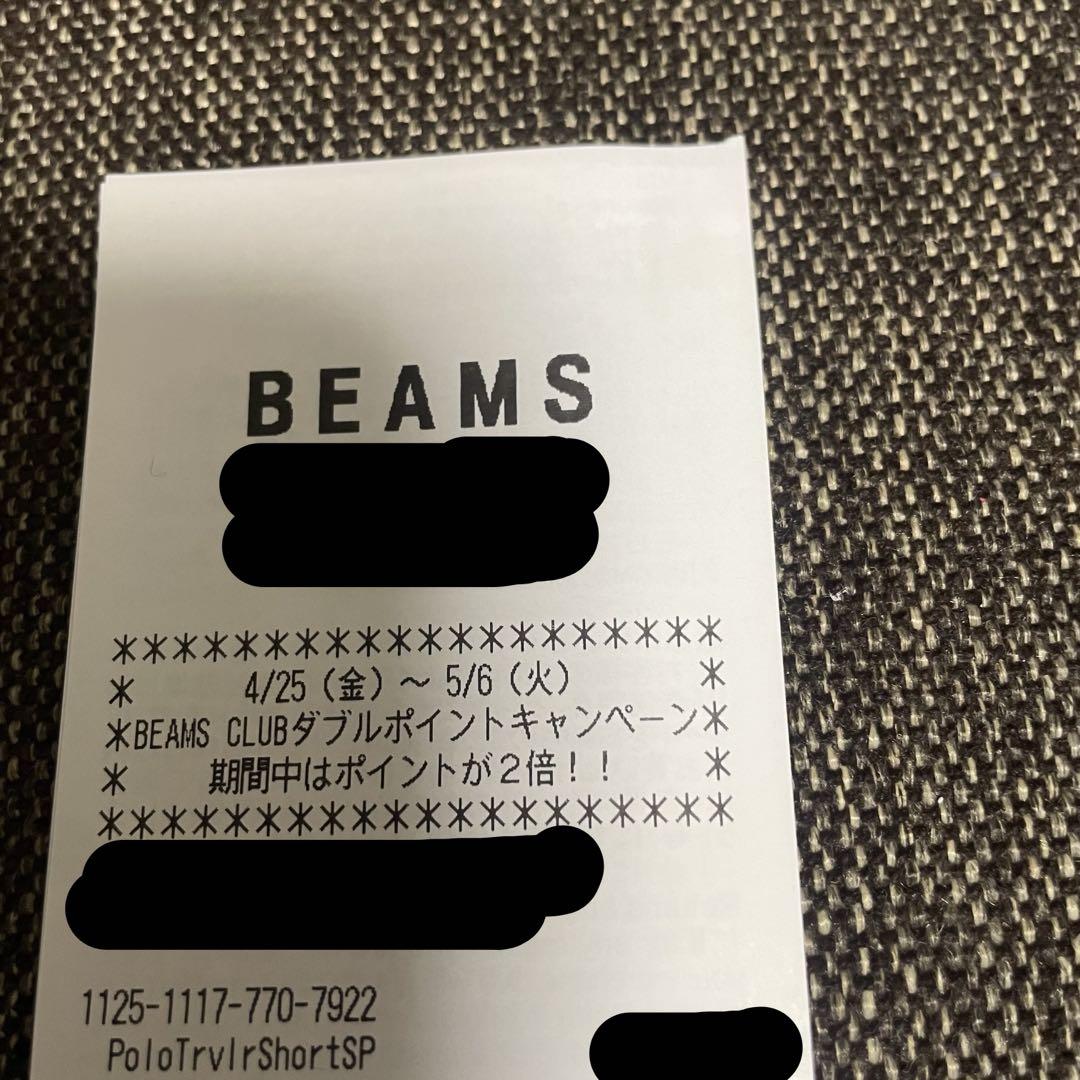 BEAMS
********************
* 4/25(金)～ 5/6(火) *
*BEAMS CLUBダブルポイントキャンペーン*
* 期間中はポイントが2倍!! *
********************
1125-1117-770-7922
PoloTrvlrShortSP